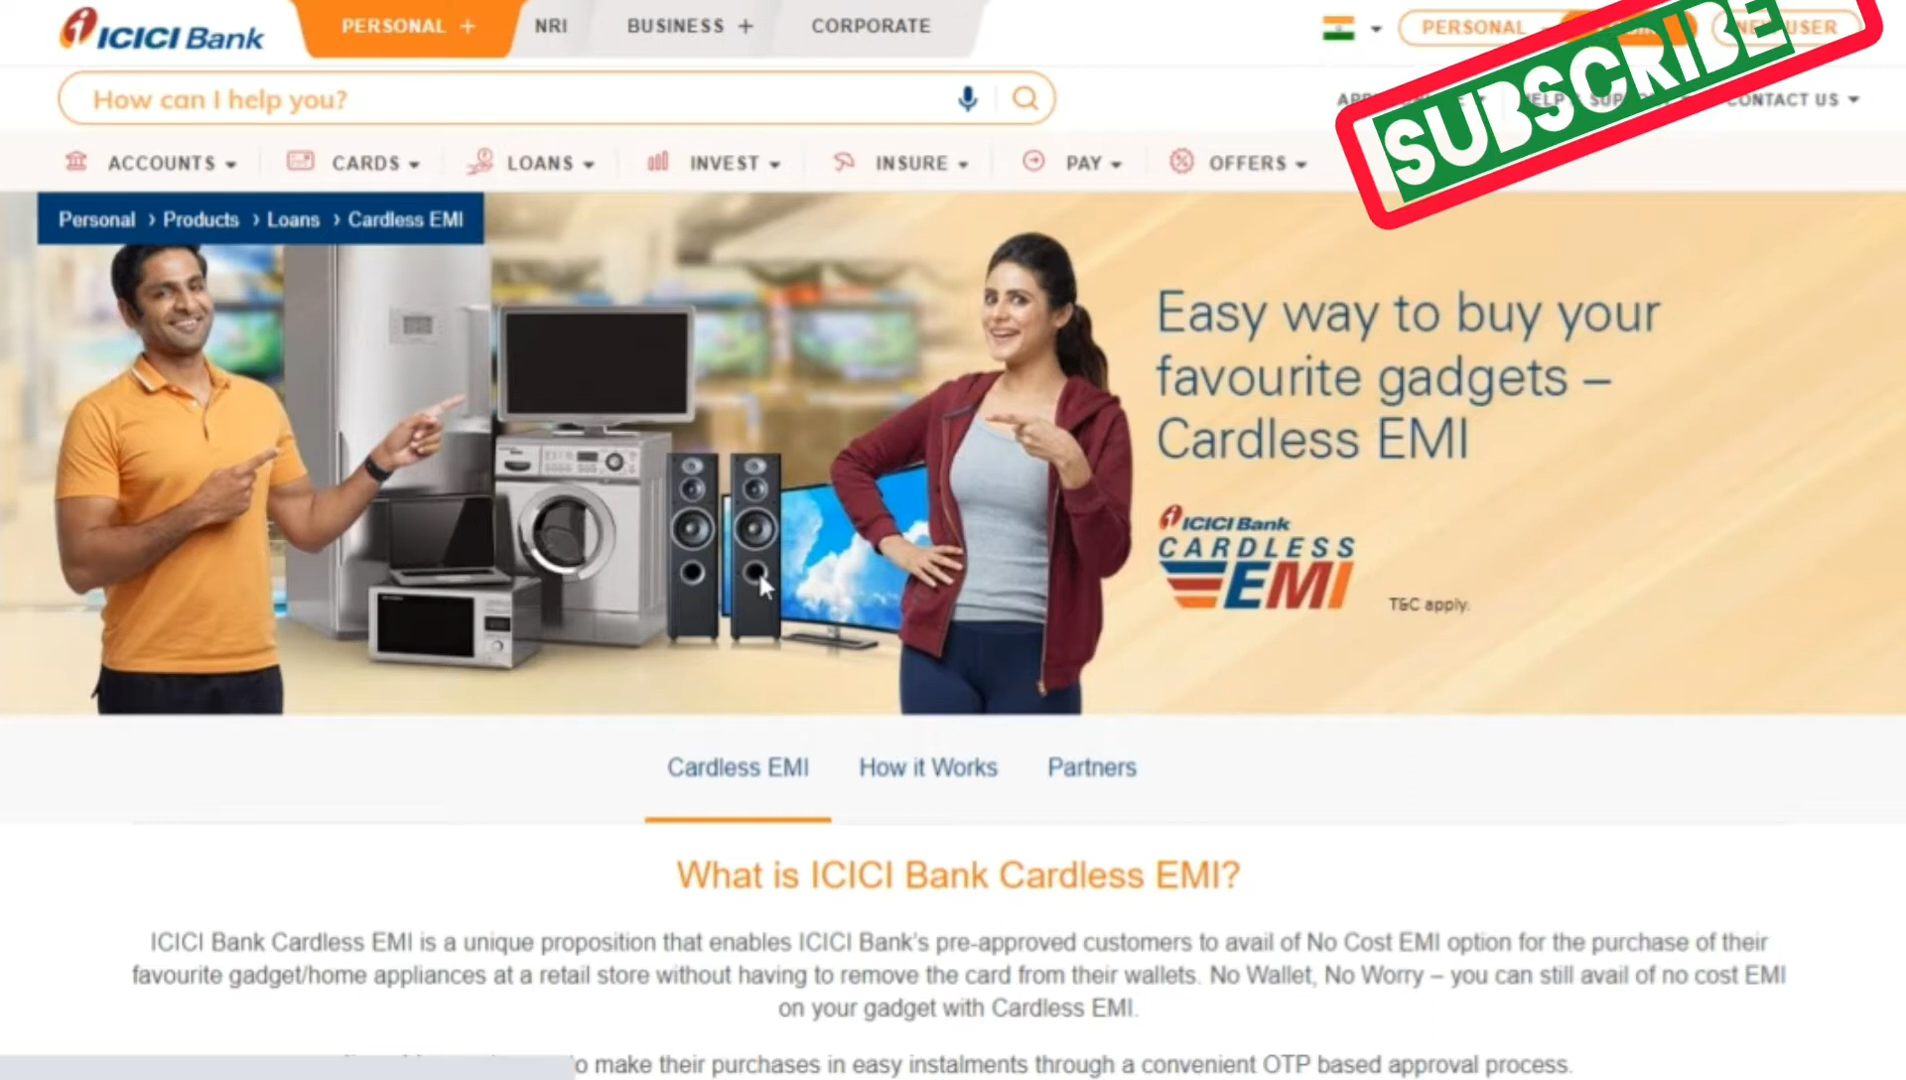 ICICI Bank
PERSONAL +
NRI
BUSINESS +
CORPORATE
PERSONAL
USER
How can I help you?
CONTACT US
SUBSCRIBE
ACCOUNTS
CARDS
LOANS
INVEST
INSURE
PAY
OFFERS
Personal › Products › Loans › Cardless EMI
Easy way to buy your
favourite gadgets –
Cardless EMI
ICICI Bank
CARDLESS
EMI
T&C apply.
Cardless EMI
How it Works
Partners
What is ICICI Bank Cardless EMI?
ICICI Bank Cardless EMI is a unique proposition that enables ICICI Bank's pre-approved customers to avail of No Cost EMI option for the purchase of their
favourite gadget/home appliances at a retail store without having to remove the card from their wallets. No Wallet, No Worry – you can still avail of no cost EMI
on your gadget with Cardless EMI.
make their purchases in easy instalments through a convenient OTP based approval process.